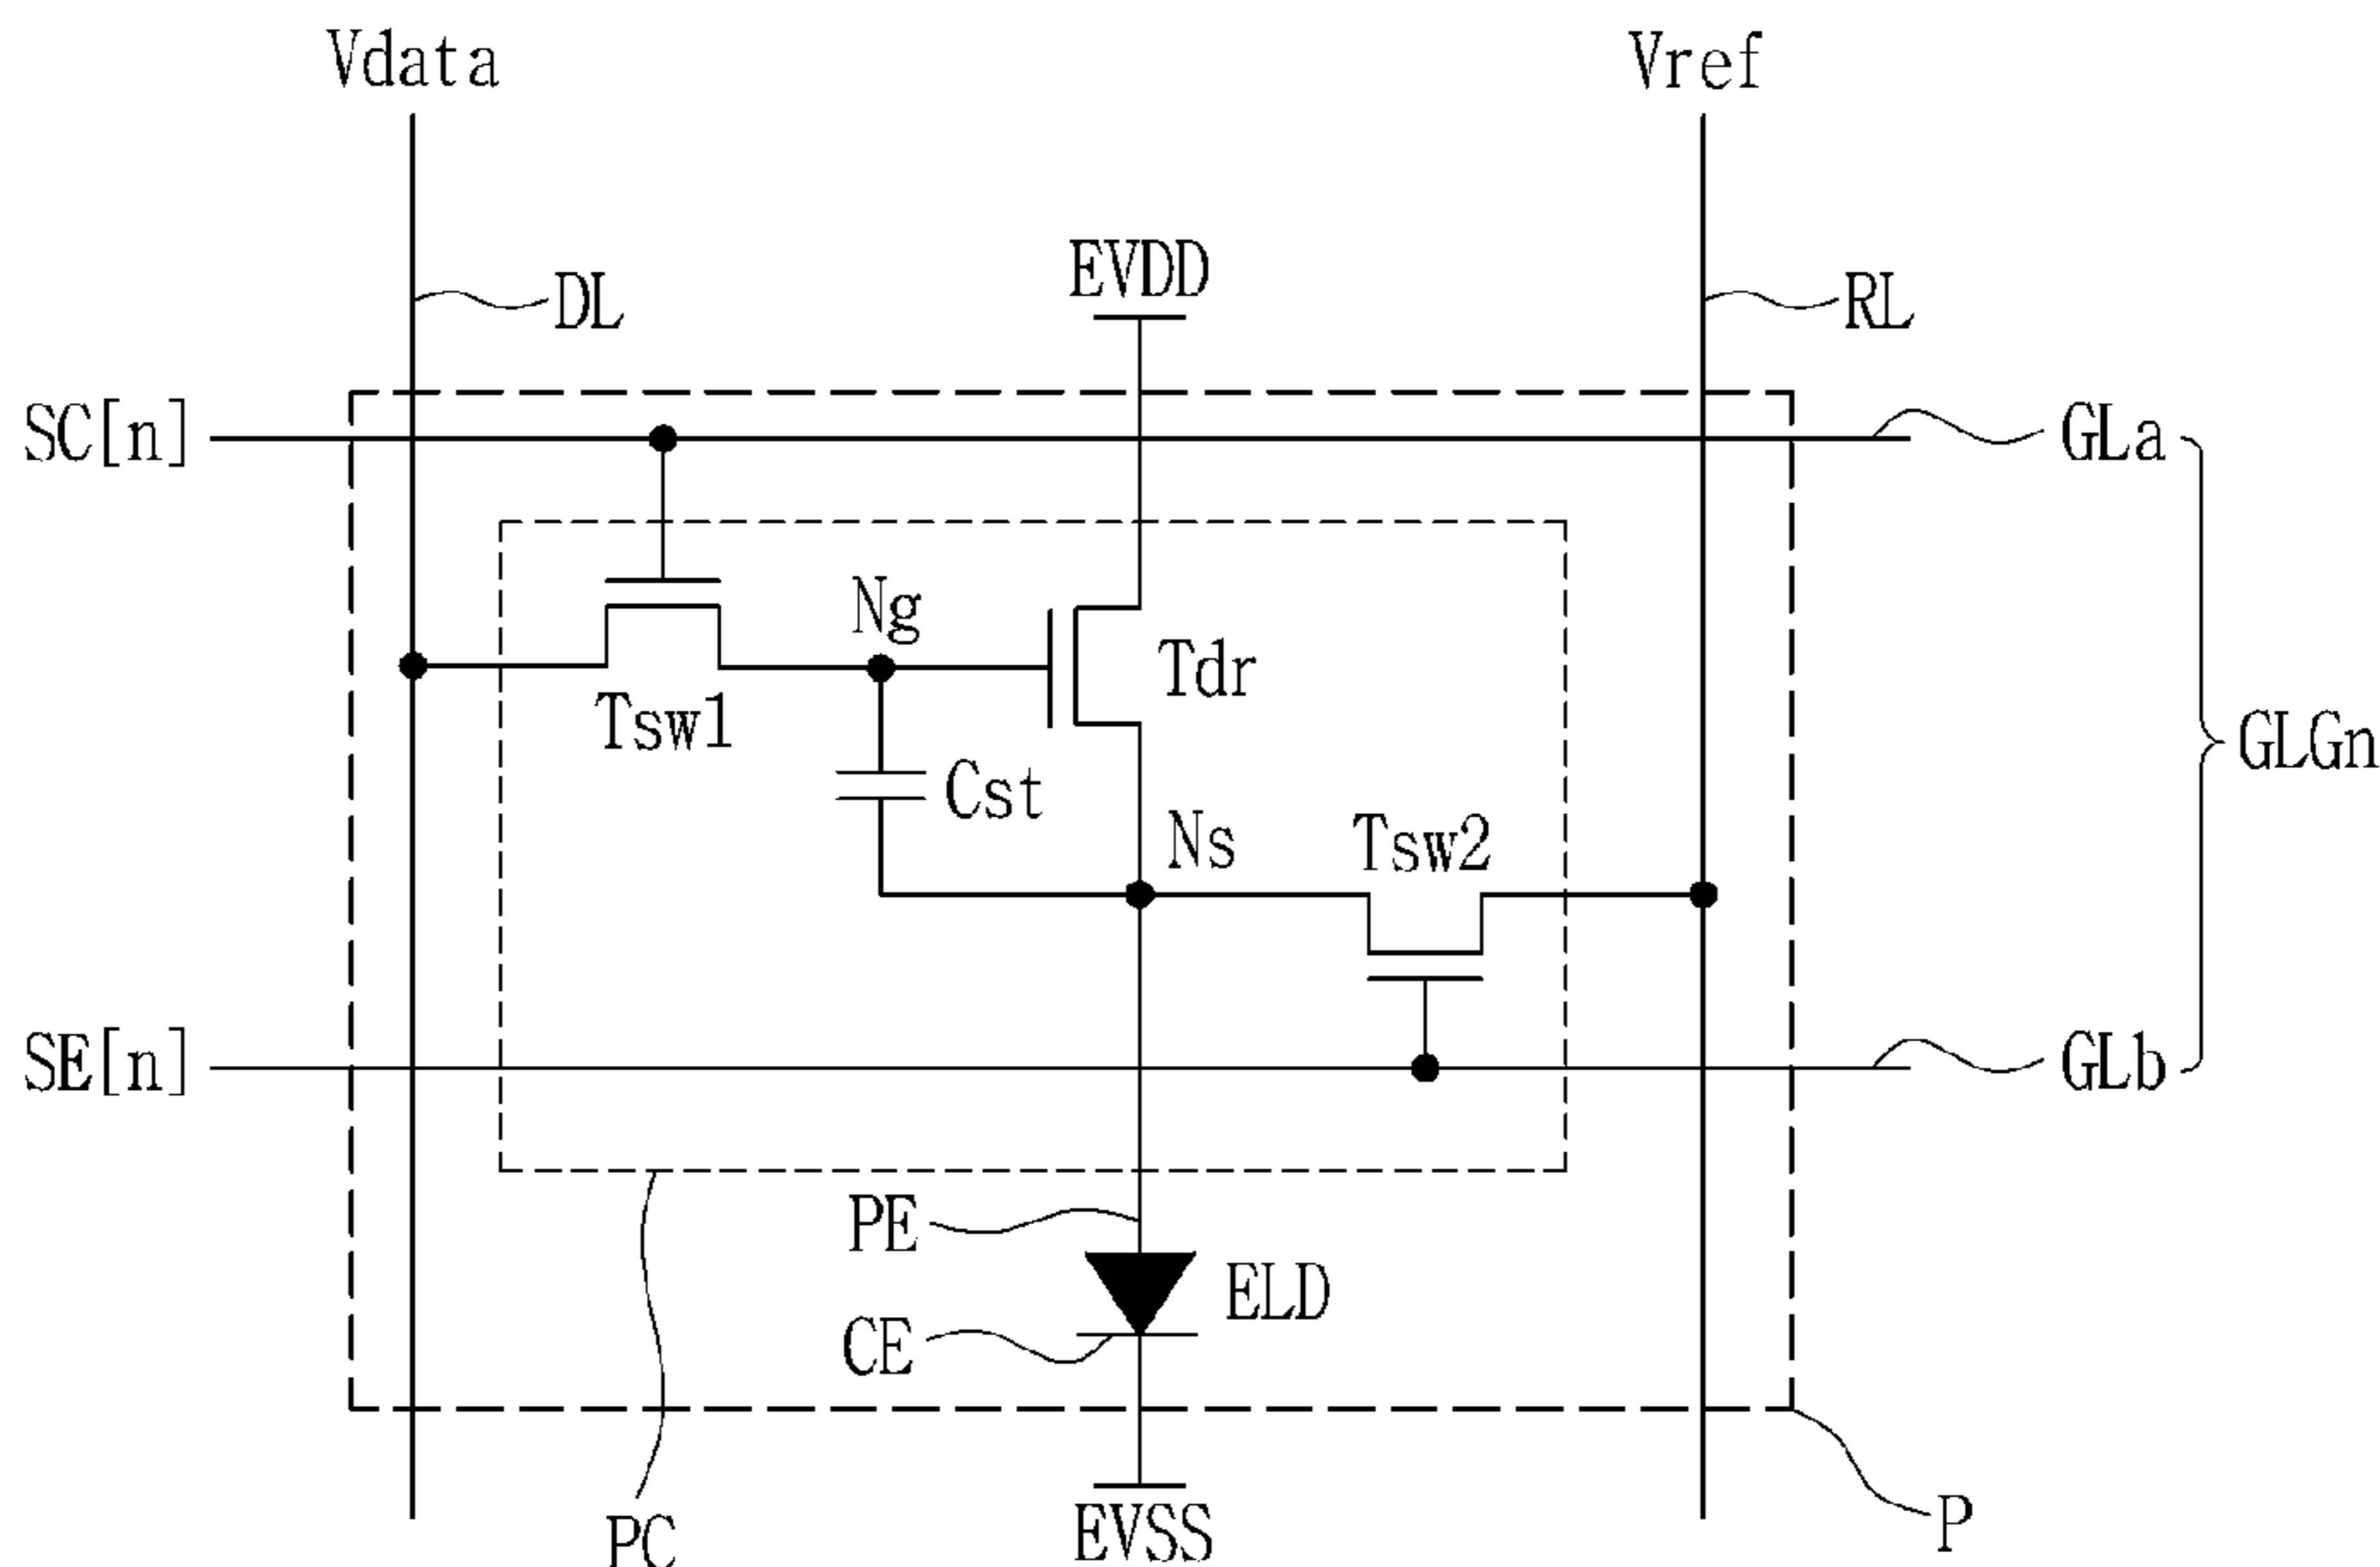 Vdata
Vref
EVDD
DL
RL
SC[n]
GLa
Ng
Tdr
Tsw1
GLGn
Cst
Ns
Tsw2
SE[n]
GLb
PE
ELD
CE
PC
EVSS
P